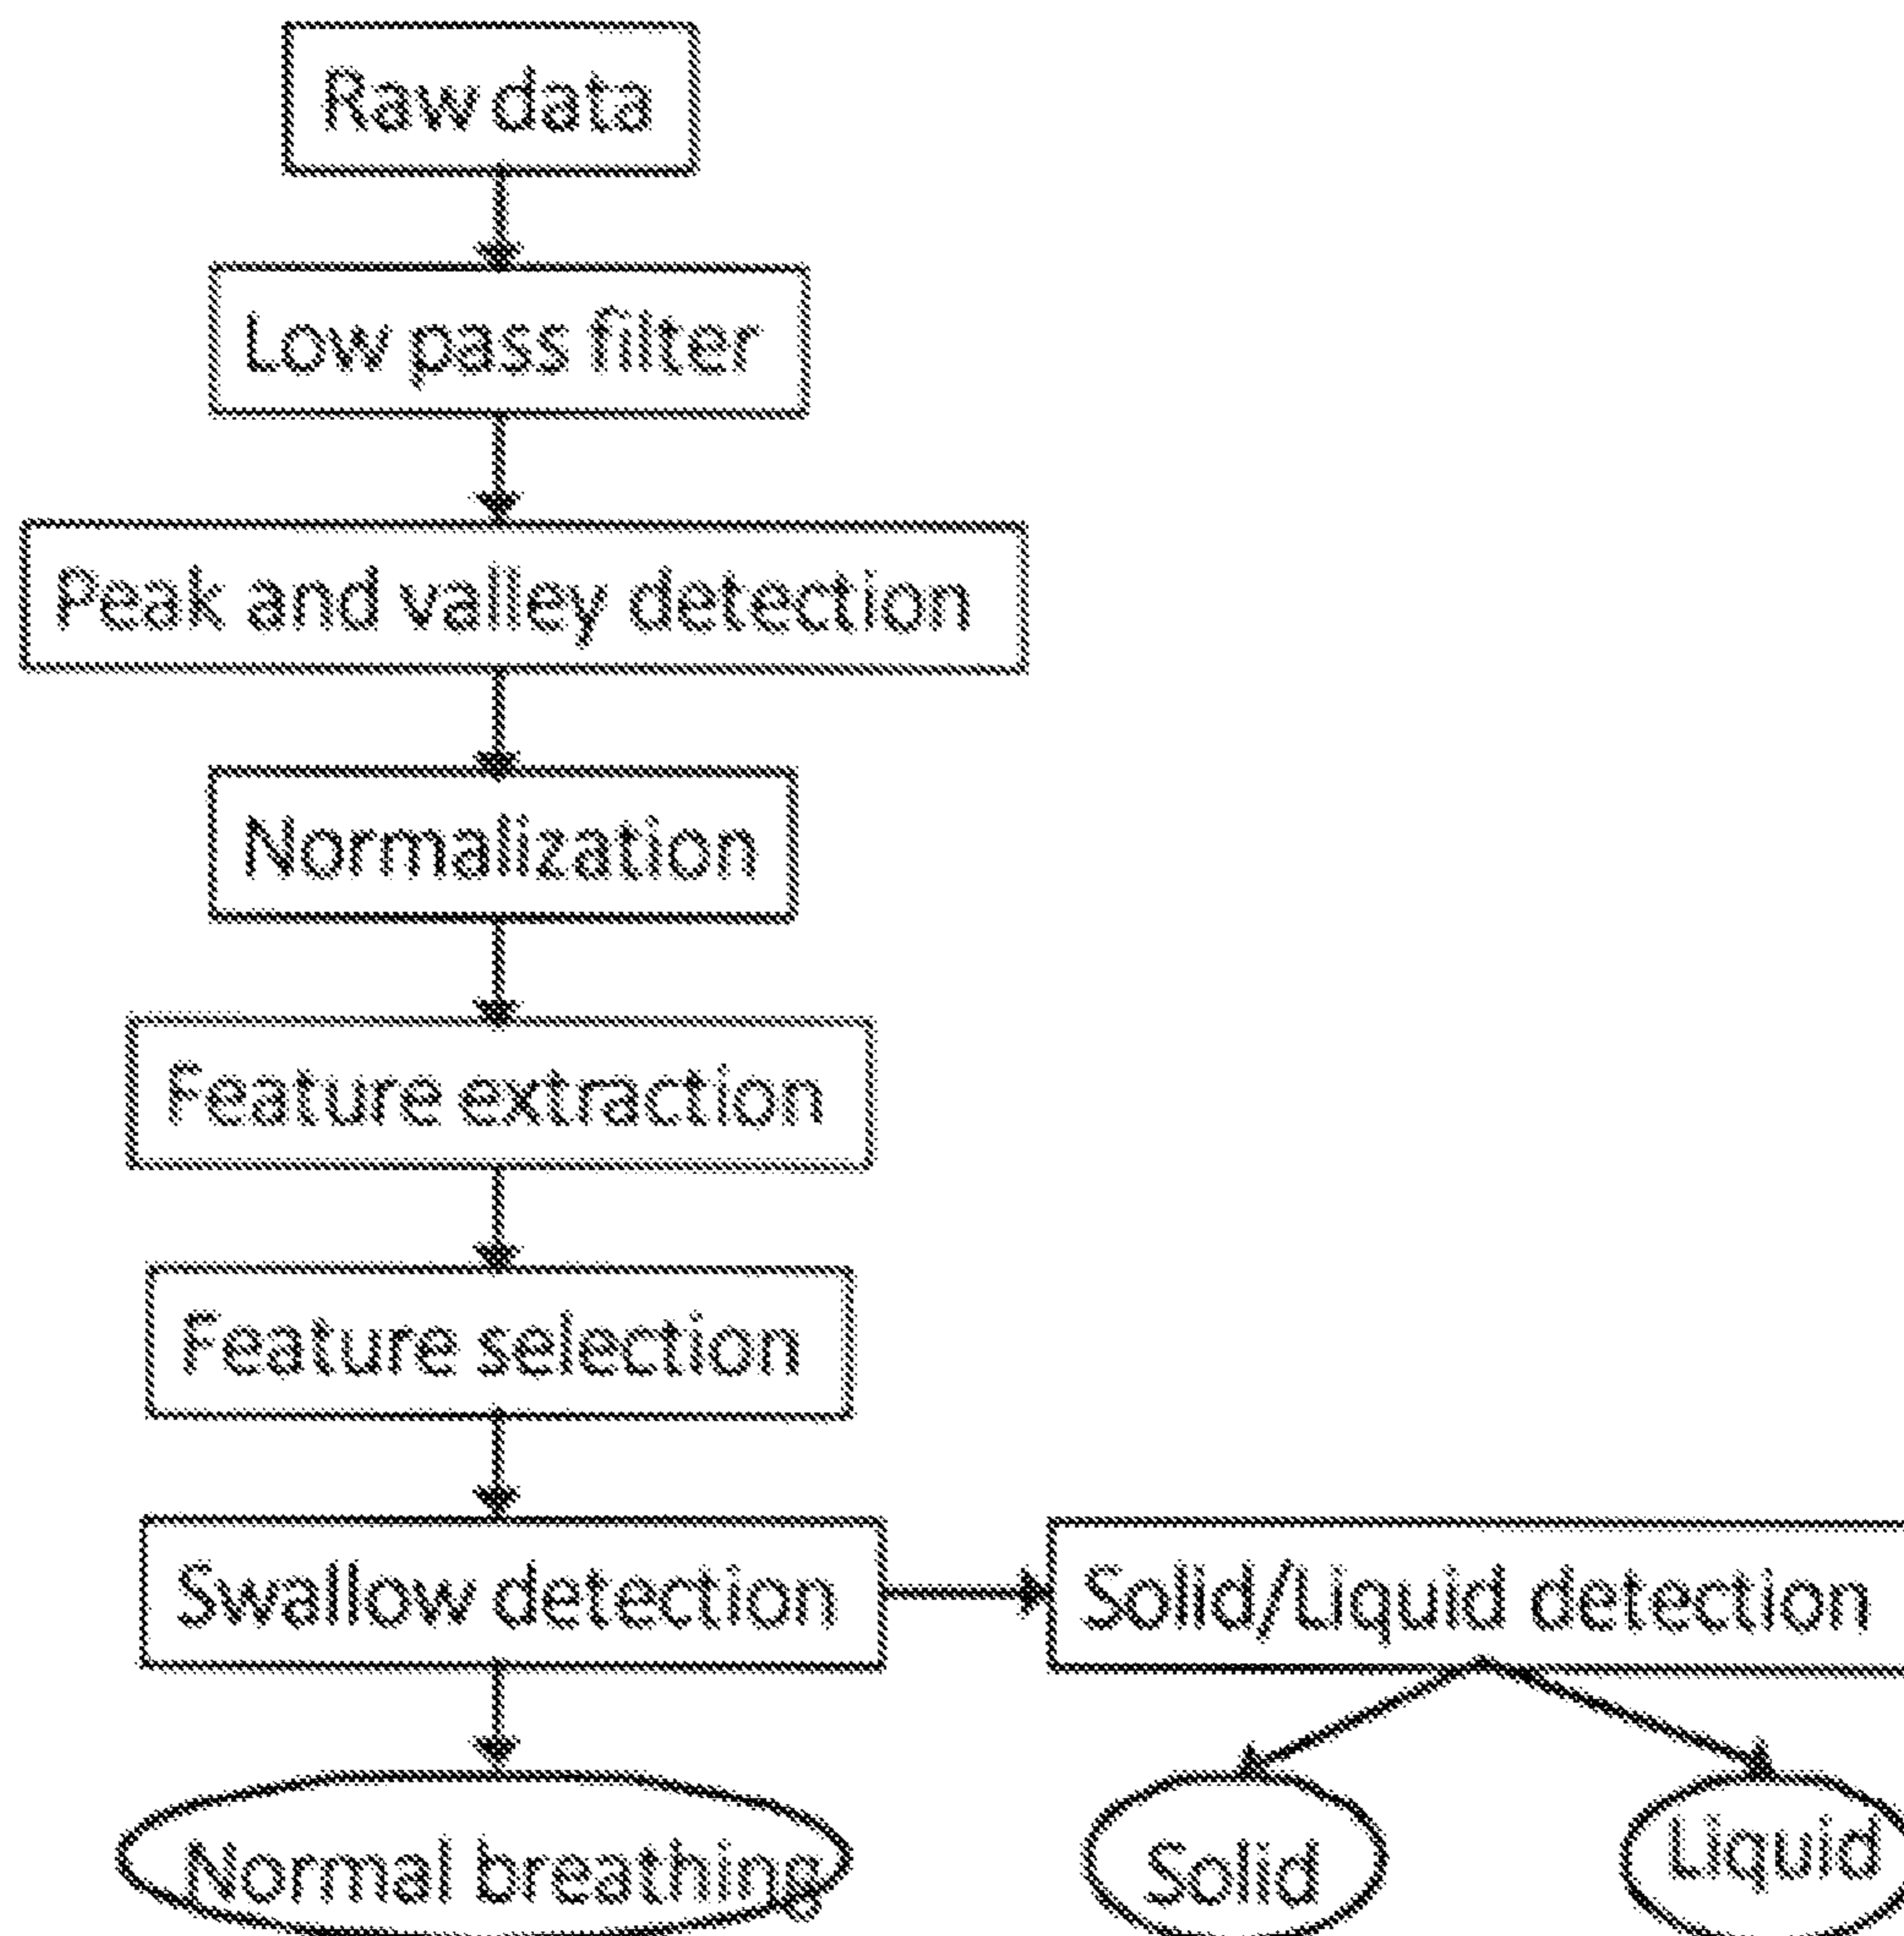 Raw data
Low pass filter
Peak and valley detection
Normalization
Feature extraction
Feature selection
Swallow detection
Solid/Liquid detection
Normal breathing
Solid
Liquid